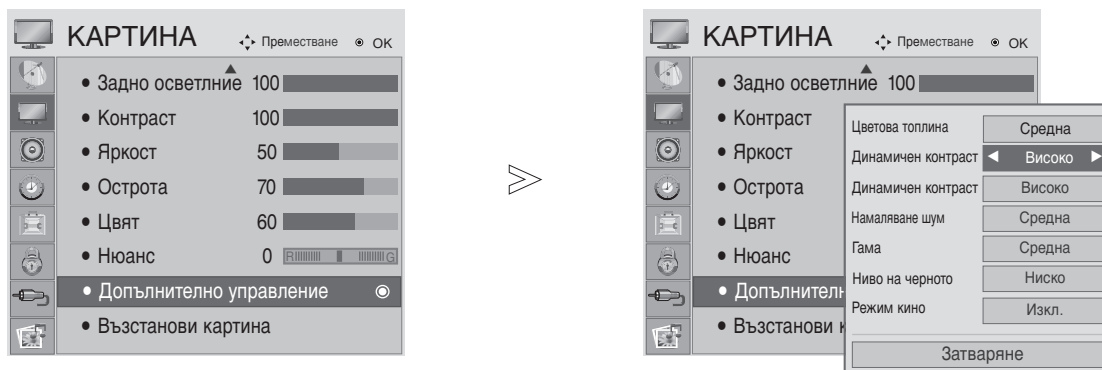 КАРТИНА Преместване OK
• Задно осветлние 100
• Контраст 100
• Яркост 50
• Острота 70
• Цвят 60
• Нюанс 0 R G
• Допълнително управление
• Възстанови картина
>
КАРТИНА Преместване OK
• Задно осветлние 100
• Контраст
• Яркост
• Острота
• Цвят
• Нюанс
• Допълнителн
• Възстанови к
Цветова топлина Средна
Динамичен контраст Високо
Динамичен контраст Високо
Намаляване шум Средна
Гама Средна
Ниво на черното Ниско
Режим кино Изкл.
Затваряне